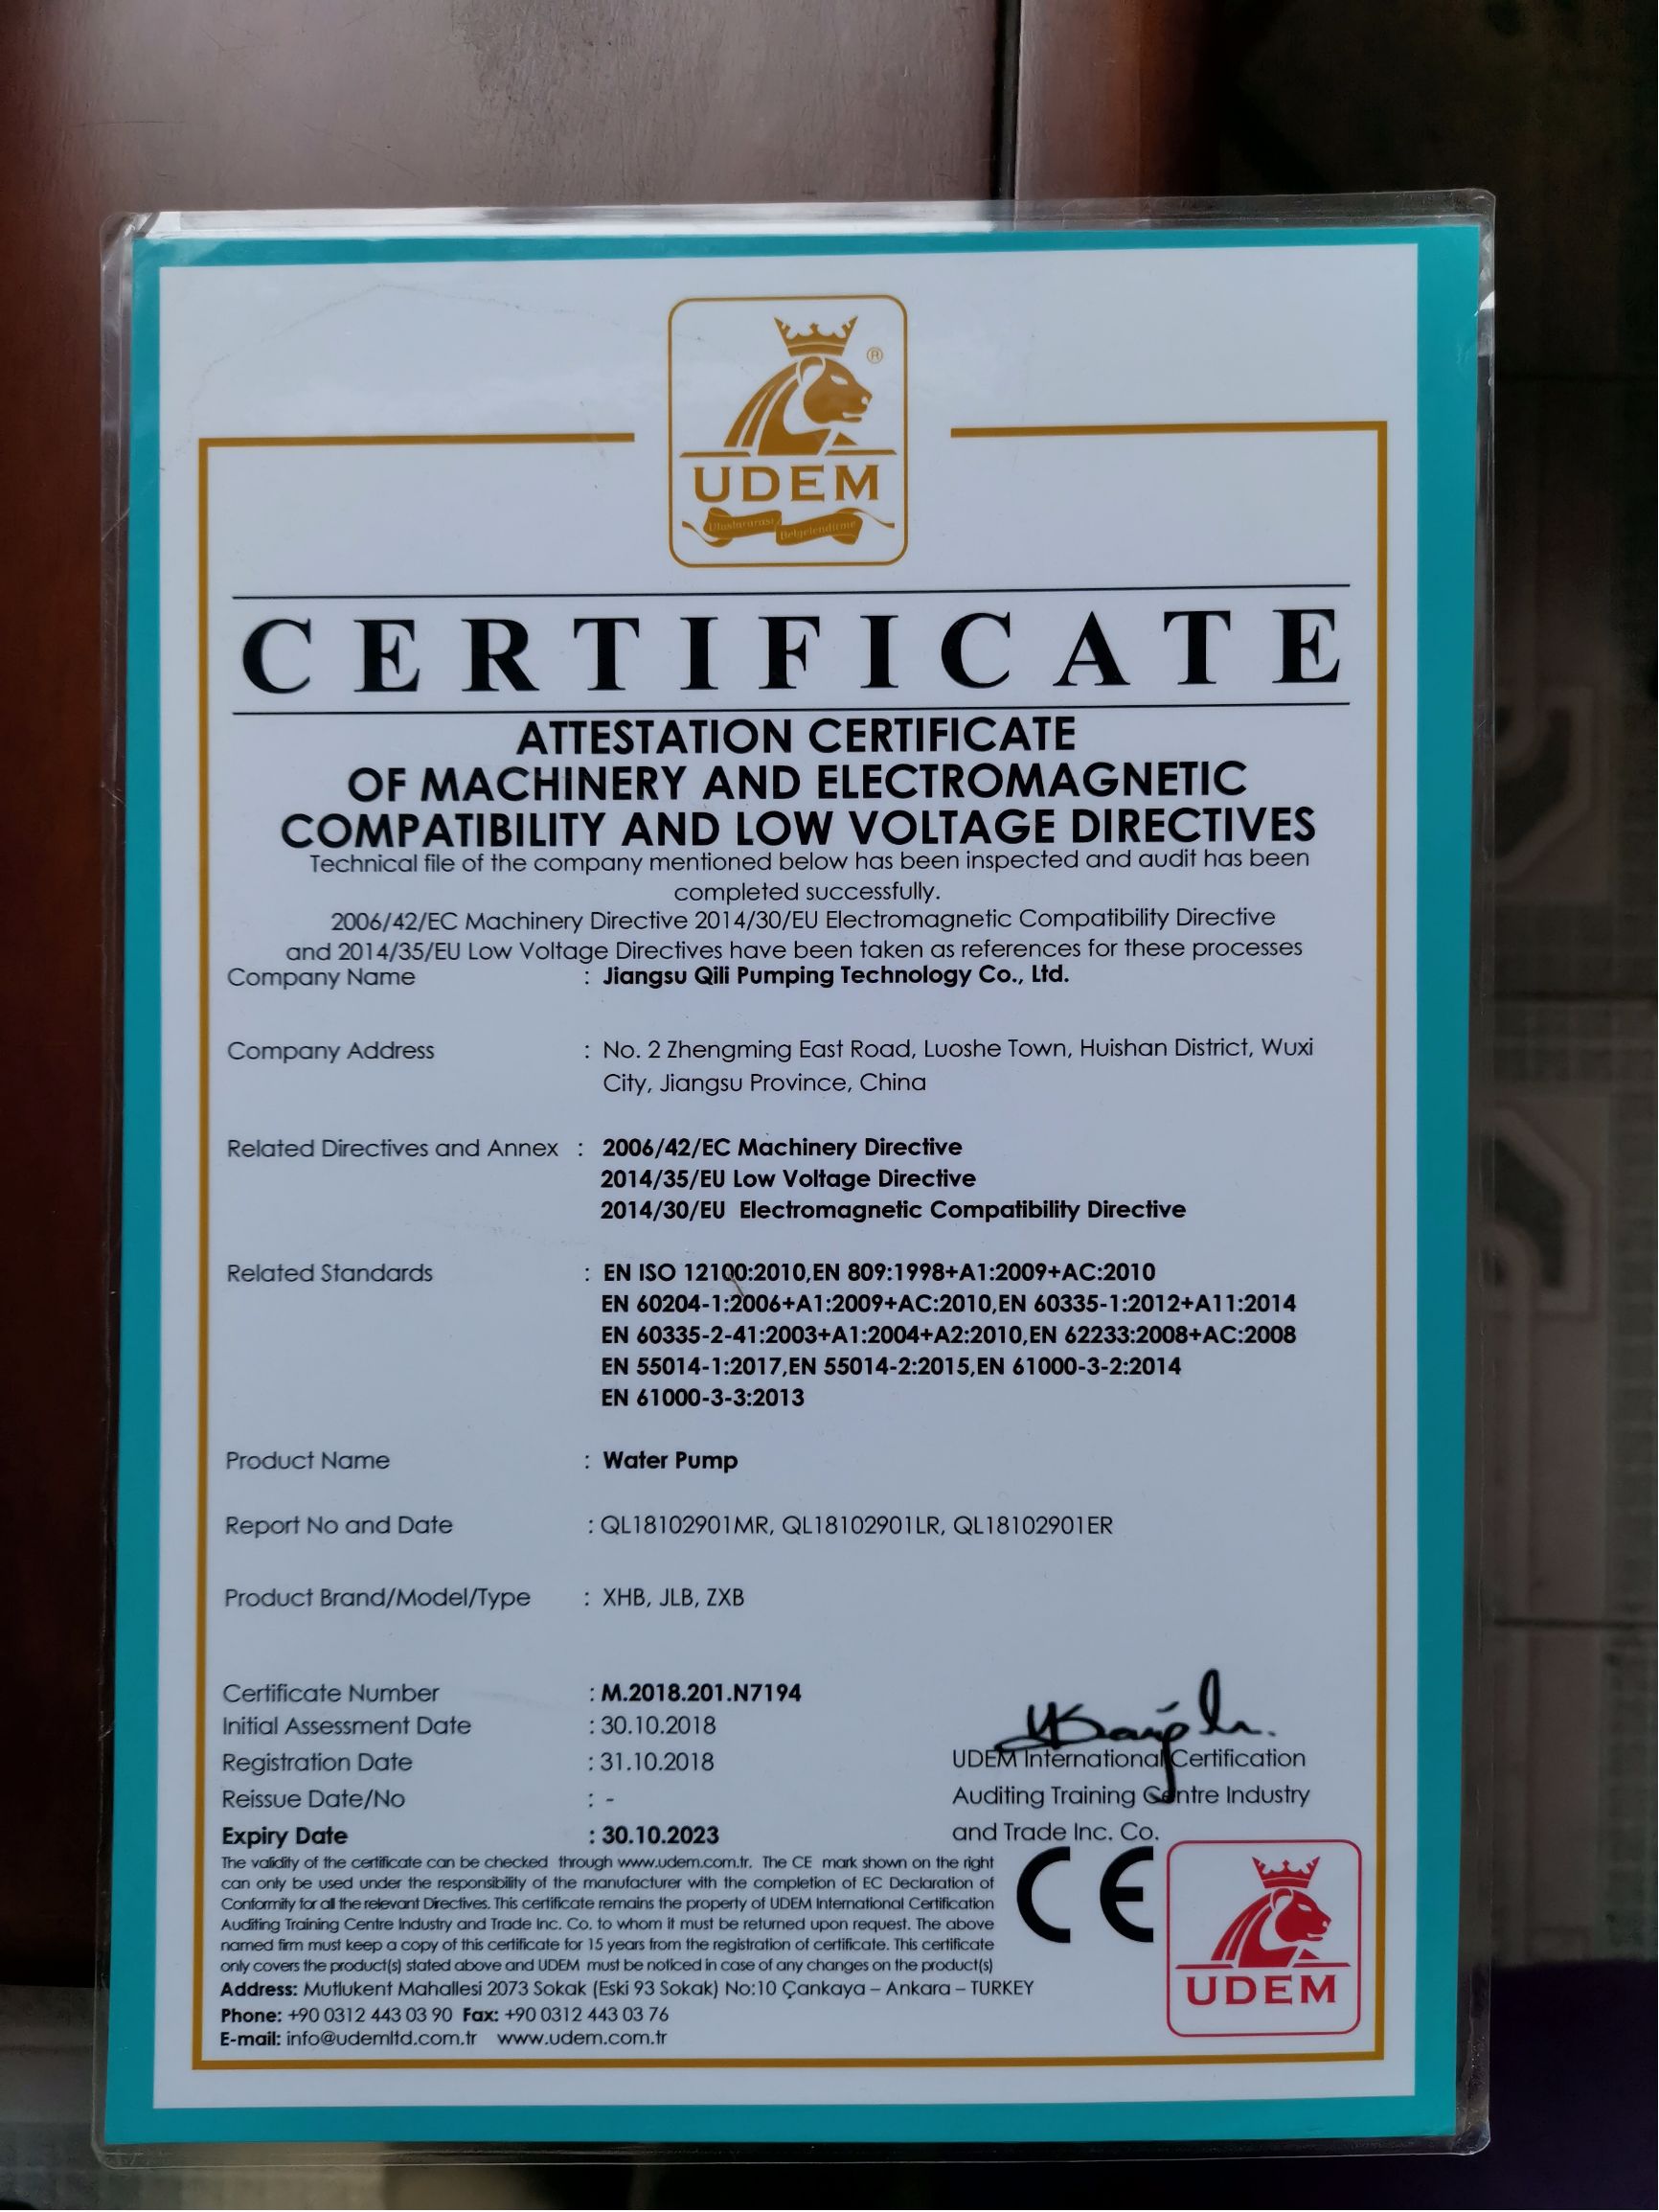 ®
UDEM
Uluslararası
Belgelendirme
CERTIFICATE
ATTESTATION CERTIFICATE
OF MACHINERY AND ELECTROMAGNETIC
COMPATIBILITY AND LOW VOLTAGE DIRECTIVES
Technical file of the company mentioned below has been inspected and audit has been
completed successfully.
2006/42/EC Machinery Directive 2014/30/EU Electromagnetic Compatibility Directive
and 2014/35/EU Low Voltage Directives have been taken as references for these processes
Company Name : Jiangsu Qili Pumping Technology Co., Ltd.
Company Address : No. 2 Zhengming East Road, Luoshe Town, Huishan District, Wuxi
City, Jiangsu Province, China
Related Directives and Annex : 2006/42/EC Machinery Directive
2014/35/EU Low Voltage Directive
2014/30/EU Electromagnetic Compatibility Directive
Related Standards : EN ISO 12100:2010,EN 809:1998+A1:2009+AC:2010
EN 60204-1:2006+A1:2009+AC:2010,EN 60335-1:2012+A11:2014
EN 60335-2-41:2003+A1:2004+A2:2010,EN 62233:2008+AC:2008
EN 55014-1:2017,EN 55014-2:2015,EN 61000-3-2:2014
EN 61000-3-3:2013
Product Name : Water Pump
Report No and Date : QL18102901MR, QL18102901LR, QL18102901ER
Product Brand/Model/Type : XHB, JLB, ZXB
Certificate Number : M.2018.201.N7194
Initial Assessment Date : 30.10.2018
Registration Date : 31.10.2018
Reissue Date/No : -
Expiry Date : 30.10.2023
UDEM International Certification
Auditing Training Centre Industry
and Trade Inc. Co.
The validity of the certificate can be checked through www.udem.com.tr. The CE mark shown on the right
can only be used under the responsibility of the manufacturer with the completion of EC Declaration of
Conformity for all the relevant Directives. This certificate remains the property of UDEM International Certification
Auditing Training Centre Industry and Trade Inc. Co. to whom it must be returned upon request. The above
named firm must keep a copy of this certificate for 15 years from the registration of certificate. This certificate
only covers the product(s) stated above and UDEM must be noticed in case of any changes on the product(s)
Address: Mutlukent Mahallesi 2073 Sokak (Eski 93 Sokak) No:10 Çankaya – Ankara – TURKEY
Phone: +90 0312 443 03 90 Fax: +90 0312 443 03 76
E-mail: info@udemltd.com.tr www.udem.com.tr
CE
UDEM